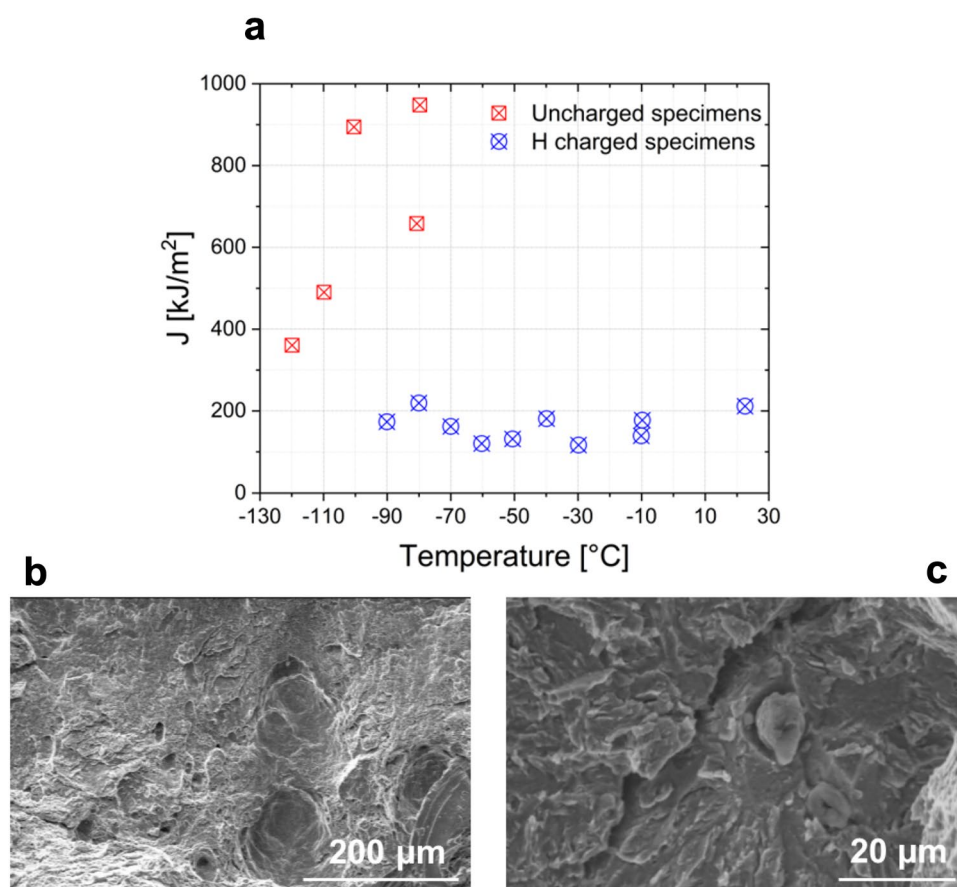 a
1000
800
600
400
200
0
J [kJ/m²]
Uncharged specimens
H charged specimens
-130 -110 -90 -70 -50 -30 -10 10 30
Temperature [°C]
b
c
200 μm
20 μm